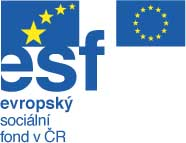 esf
evropský
sociální
fond v ČR